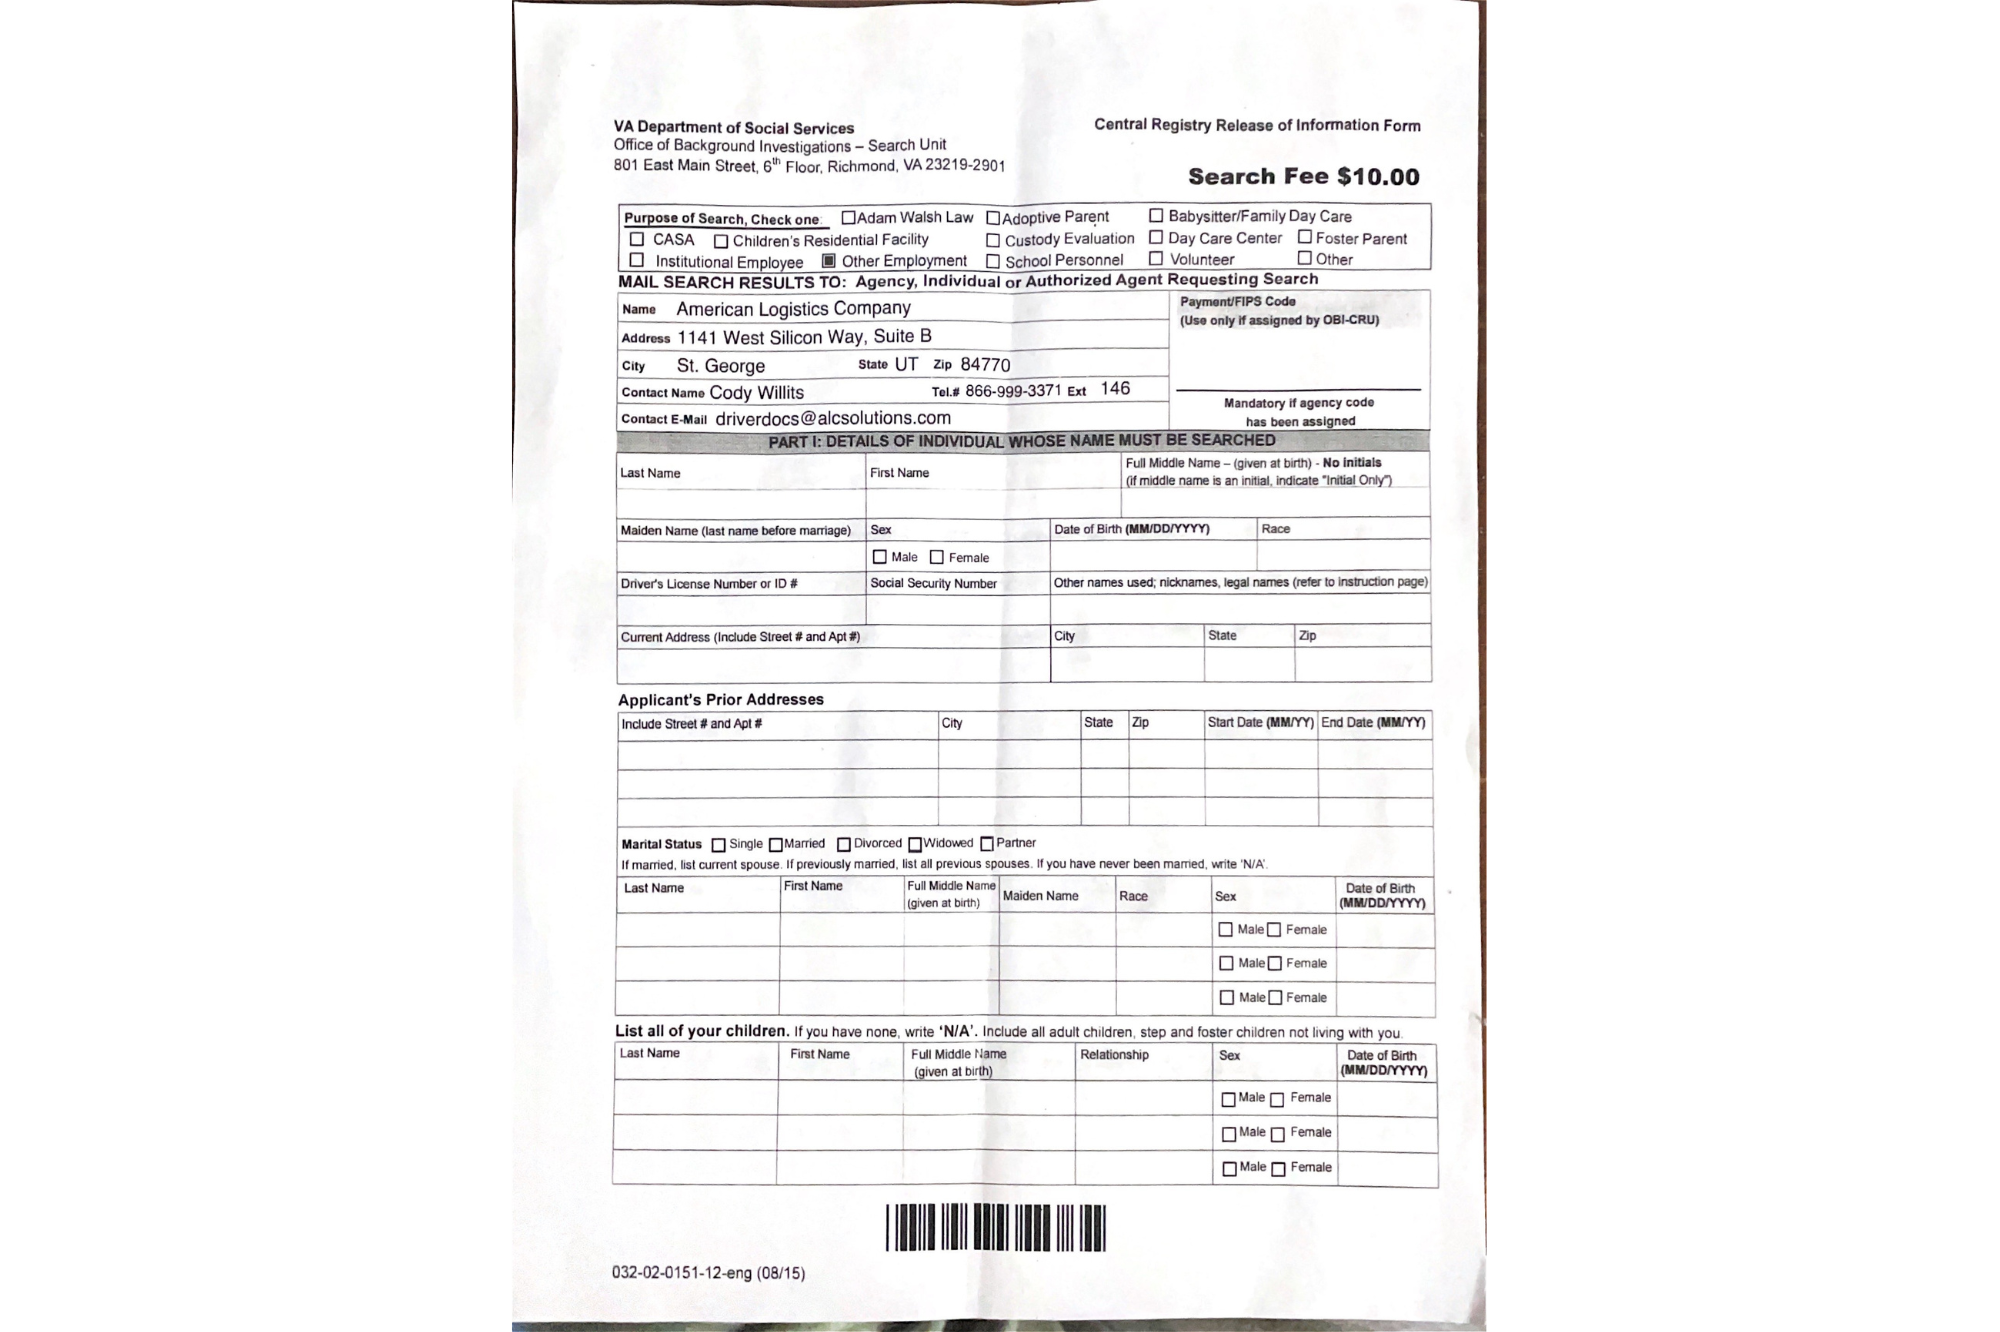 VA Department of Social Services
Central Registry Release of Information Form
Office of Background Investigations – Search Unit
801 East Main Street, 6th Floor, Richmond, VA 23219-2901
Search Fee $10.00
Purpose of Search, Check one: ☐Adam Walsh Law ☐Adoptive Parent ☐ Babysitter/Family Day Care
☐ CASA ☐ Children's Residential Facility ☐ Custody Evaluation ☐ Day Care Center ☐ Foster Parent
☐ Institutional Employee ▣ Other Employment ☐ School Personnel ☐ Volunteer ☐ Other
MAIL SEARCH RESULTS TO: Agency, Individual or Authorized Agent Requesting Search
Name American Logistics Company
Address 1141 West Silicon Way, Suite B
City St. George State UT Zip 84770
Contact Name Cody Willits Tel.# 866-999-3371 Ext 146
Contact E-Mail driverdocs@alcsolutions.com
Payment/FIPS Code
(Use only if assigned by OBI-CRU)
Mandatory if agency code
has been assigned
PART I: DETAILS OF INDIVIDUAL WHOSE NAME MUST BE SEARCHED
Last Name First Name Full Middle Name – (given at birth) - No Initials
(if middle name is an initial, indicate "Initial Only")
Maiden Name (last name before marriage) Sex Date of Birth (MM/DD/YYYY) Race
☐ Male ☐ Female
Driver's License Number or ID # Social Security Number Other names used; nicknames, legal names (refer to instruction page)
Current Address (Include Street # and Apt #) City State Zip
Applicant's Prior Addresses
Include Street # and Apt # City State Zip Start Date (MM/YY) End Date (MM/YY)
Marital Status ☐ Single ☐Married ☐ Divorced ☐Widowed ☐Partner
If married, list current spouse. If previously married, list all previous spouses. If you have never been married, write 'N/A'.
Last Name First Name Full Middle Name (given at birth) Maiden Name Race Sex Date of Birth (MM/DD/YYYY)
☐ Male☐ Female
☐ Male☐ Female
☐ Male☐ Female
List all of your children. If you have none, write 'N/A'. Include all adult children, step and foster children not living with you.
Last Name First Name Full Middle Name (given at birth) Relationship Sex Date of Birth (MM/DD/YYYY)
☐Male ☐ Female
☐Male ☐ Female
☐Male ☐ Female
032-02-0151-12-eng (08/15)